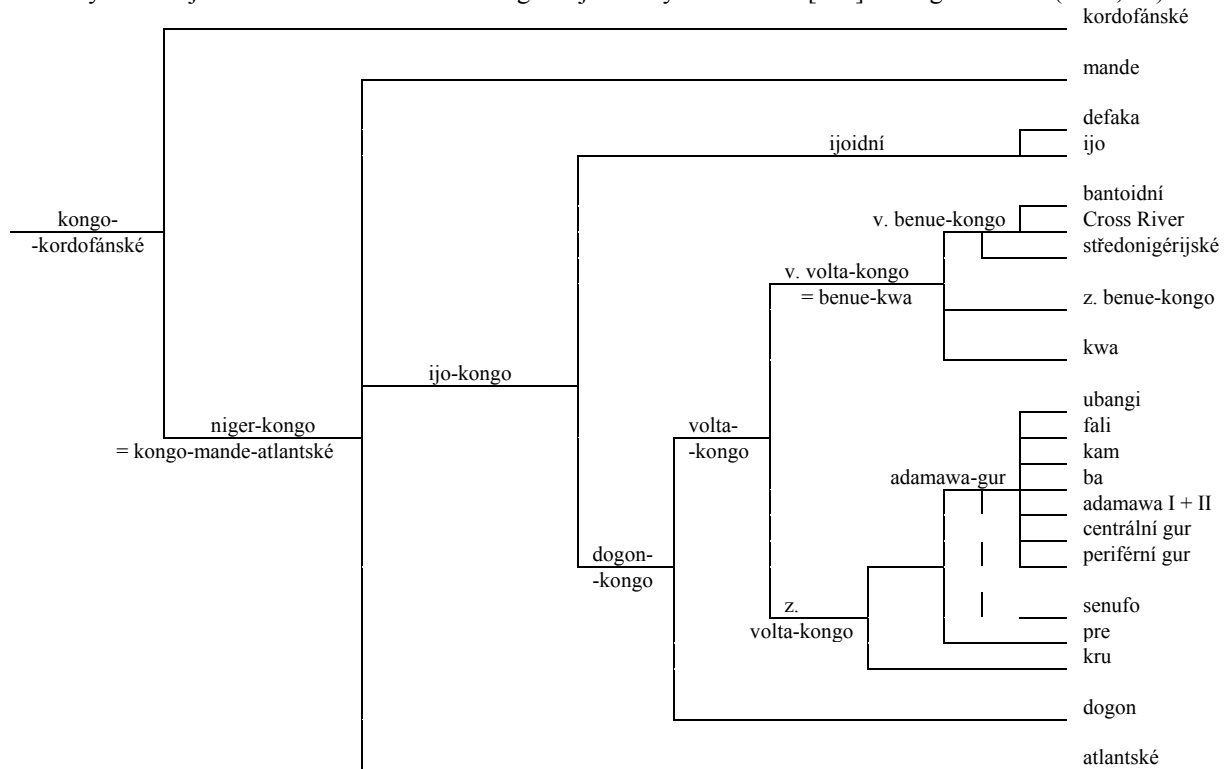 kordofánské
mande
defaka
ijoidní
ijo
bantoidní
kongo-
v. benue-kongo
Cross River
-kordofánské
středonigérijské
v. volta-kongo
= benue-kwa
z. benue-kongo
kwa
ijo-kongo
ubangi
niger-kongo
volta-
fali
= kongo-mande-atlantské
-kongo
kam
adamawa-gur
ba
adamawa I + II
centrální gur
dogon-
periférní gur
-kongo
z.
senufo
volta-kongo
pre
kru
dogon
atlantské